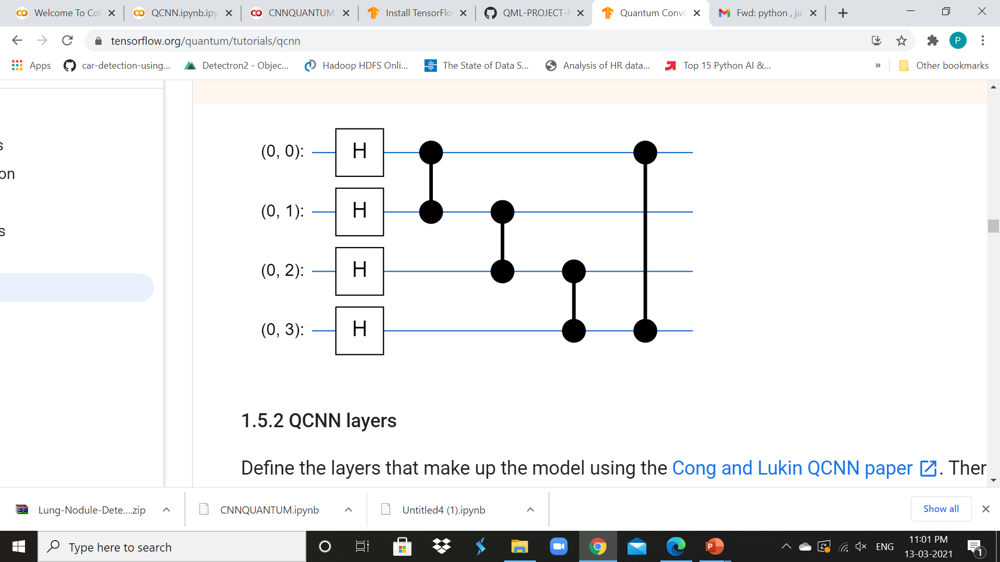 Welcome To Col
QCNN.ipynb.ipy
CNNQUANTUM.
Install TensorFlo
QML-PROJECT-
Quantum Convo
Fwd: python , ja
tensorflow.org/quantum/tutorials/qcnn
P
Apps
car-detection-using...
Detectron2 - Objec...
Hadoop HDFS Onli...
The State of Data S...
Analysis of HR data...
Top 15 Python AI &...
»
Other bookmarks
s
on
s
(0, 0): H
(0, 1): H
(0, 2): H
(0, 3): H
1.5.2 QCNN layers
Define the layers that make up the model using the Cong and Lukin QCNN paper . Ther
Lung-Nodule-Dete....zip
CNNQUANTUM.ipynb
Untitled4 (1).ipynb
Show all
Type here to search
ENG
11:01 PM
13-03-2021
1